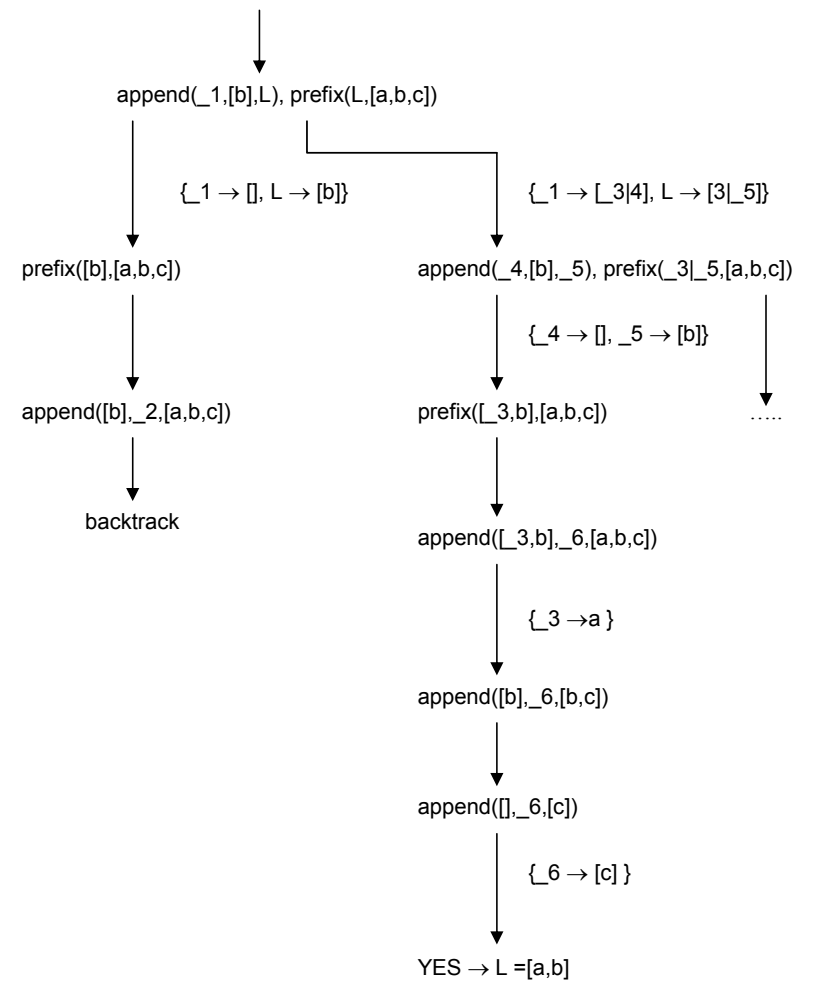 append(_1,[b],L), prefix(L,[a,b,c])
{_1 → [], L → [b]}
{_1 → [_3|4], L → [3|_5]}
prefix([b],[a,b,c])
append(_4,[b],_5), prefix(_3|_5,[a,b,c])
{_4 → [], _5 → [b]}
append([b],_2,[a,b,c])
prefix([_3,b],[a,b,c])
.....
backtrack
append([_3,b],_6,[a,b,c])
{_3 →a }
append([b],_6,[b,c])
append([],_6,[c])
{_6 → [c] }
YES → L =[a,b]